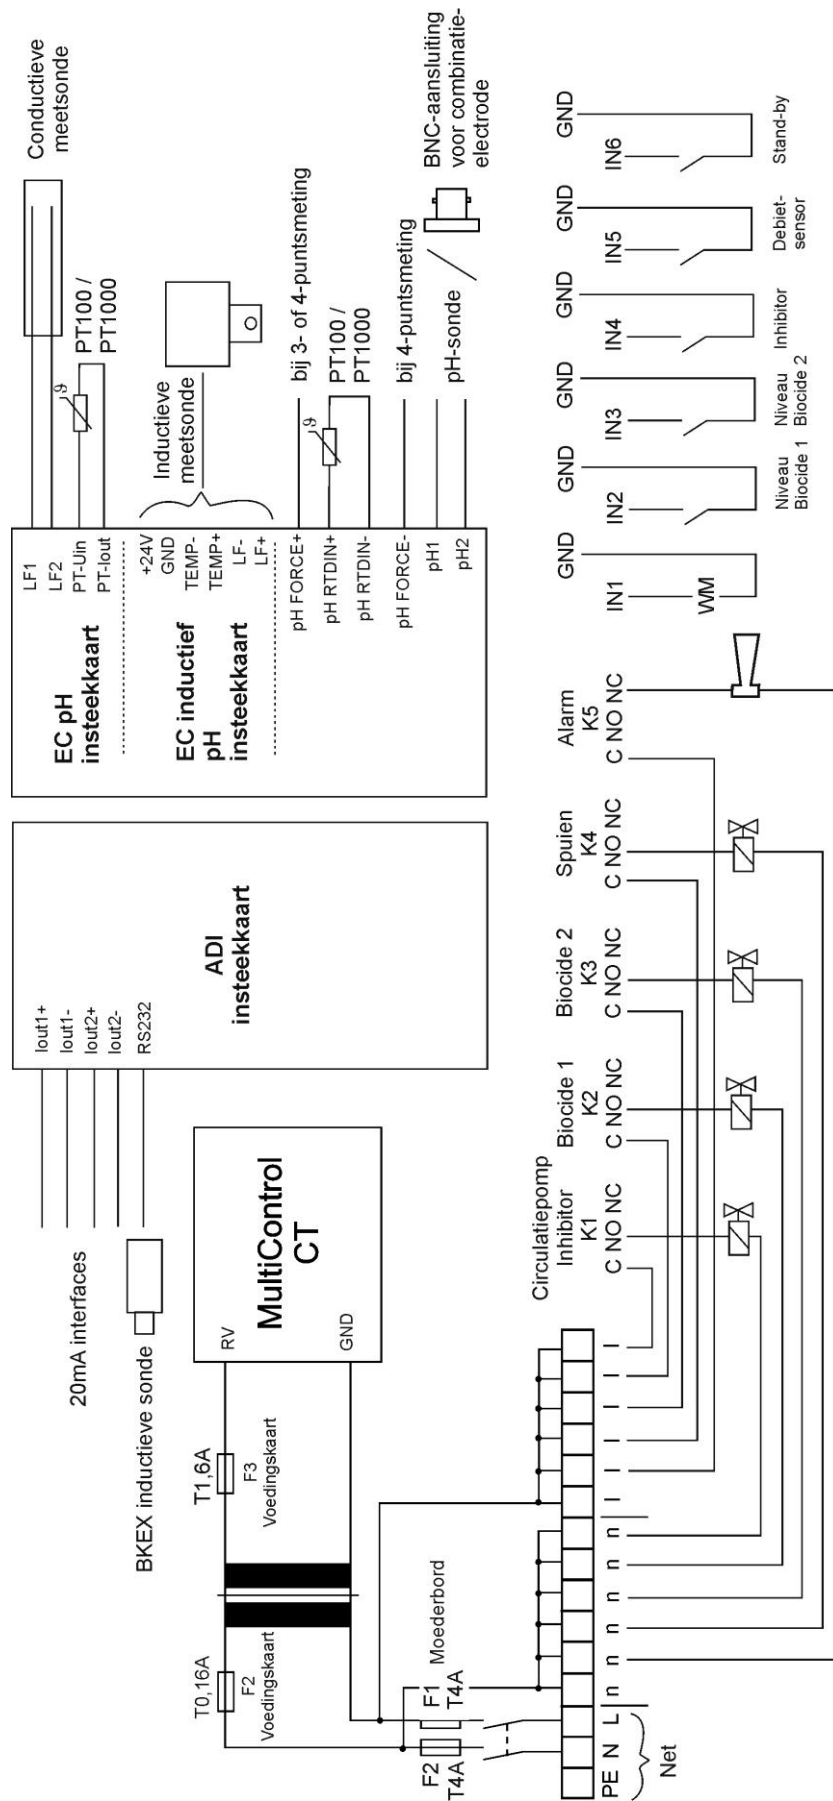 Conductieve
meetsonde
PT100 /
PT1000
Inductieve
meetsonde
bij 3- of 4-puntsmeting
PT100 /
PT1000
bij 4-puntsmeting
pH-sonde
BNC-aansluiting
voor combinatie-
electrode
ϑ
ϑ
LF1
LF2
PT-Uin
PT-Iout
+24V
GND
TEMP-
TEMP+
LF-
LF+
pH FORCE+
pH RTDIN+
pH RTDIN-
pH FORCE-
pH1
pH2
EC pH
insteekkaart
EC inductief
pH
insteekkaart
Iout1+
Iout1-
Iout2+
Iout2-
RS232
ADI
insteekkaart
20mA interfaces
BKEX inductieve sonde
MultiControl
CT
RV
GND
T1,6A
F3
Voedingskaart
T0,16A
F2
Voedingskaart
Moederbord
F1
T4A
F2
T4A
PE N L n n n n n n l l l l l l
Net
Circulatiepomp
Inhibitor
K1
C NO NC
Biocide 1
K2
C NO NC
Biocide 2
K3
C NO NC
Spuien
K4
C NO NC
Alarm
K5
C NO NC
IN1
GND
WM
IN2
GND
Niveau
Biocide 1
IN3
GND
Niveau
Biocide 2
IN4
GND
Inhibitor
IN5
GND
Debiet-
sensor
IN6
GND
Stand-by